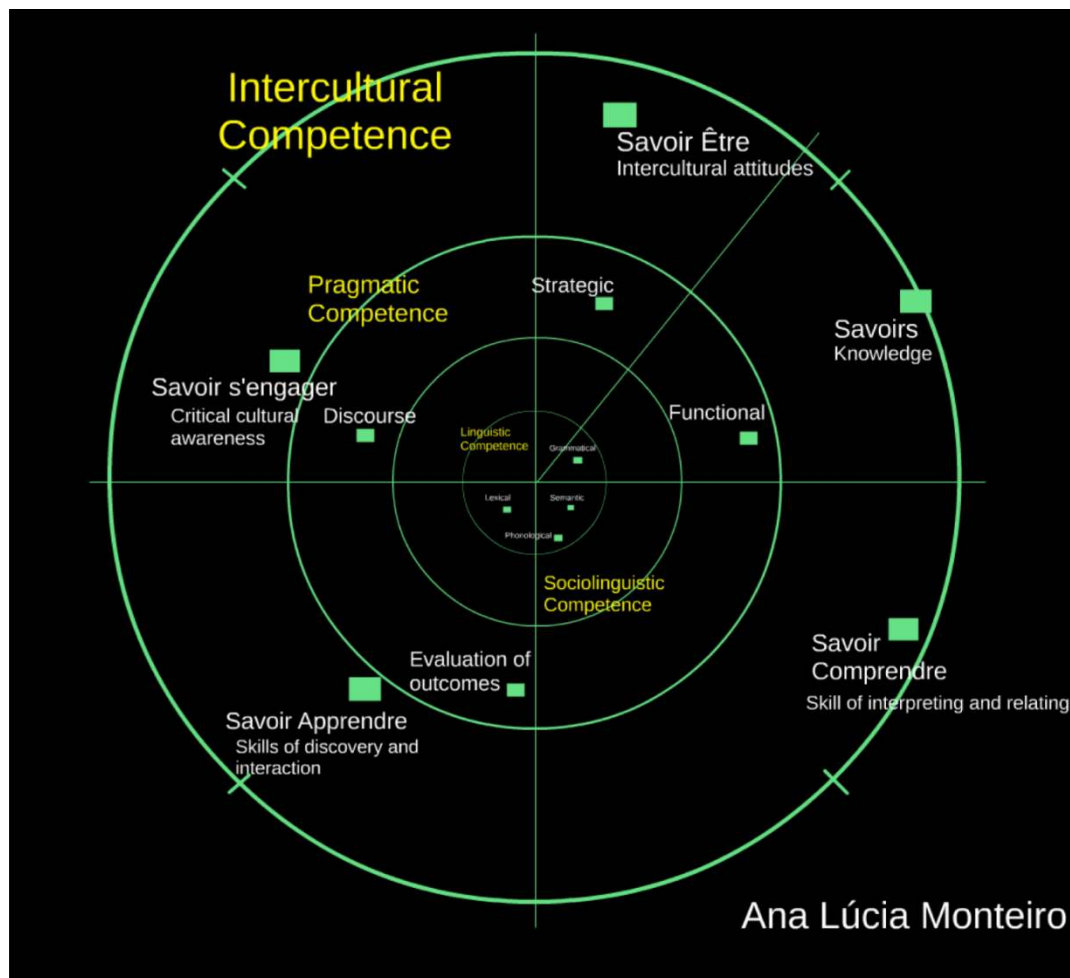 Intercultural
Competence
Savoir Être
Intercultural attitudes
Pragmatic
Competence
Strategic
Savoirs
Knowledge
Savoir s'engager
Critical cultural
awareness
Discourse
Functional
Linguistic
Competence
Grammatical
Lexical
Semantic
Phonological
Sociolinguistic
Competence
Evaluation of
outcomes
Savoir
Comprendre
Skill of interpreting and relating
Savoir Apprendre
Skills of discovery and
interaction
Ana Lúcia Monteiro